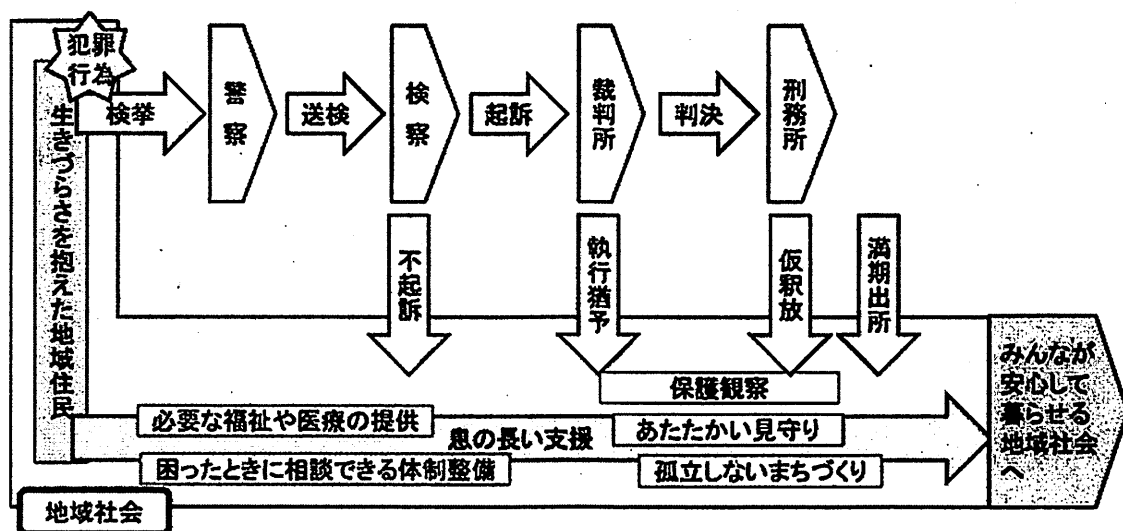 犯罪
行為
検挙
警察
送検
検察
起訴
裁判所
判決
刑務所
生きづらさを抱えた地域住民
不起訴
執行猶予
仮釈放
満期出所
保護観察
必要な福祉や医療の提供
息の長い支援
あたたかい見守り
困ったときに相談できる体制整備
孤立しないまちづくり
みんなが
安心して
暮らせる
地域社会
へ
地域社会